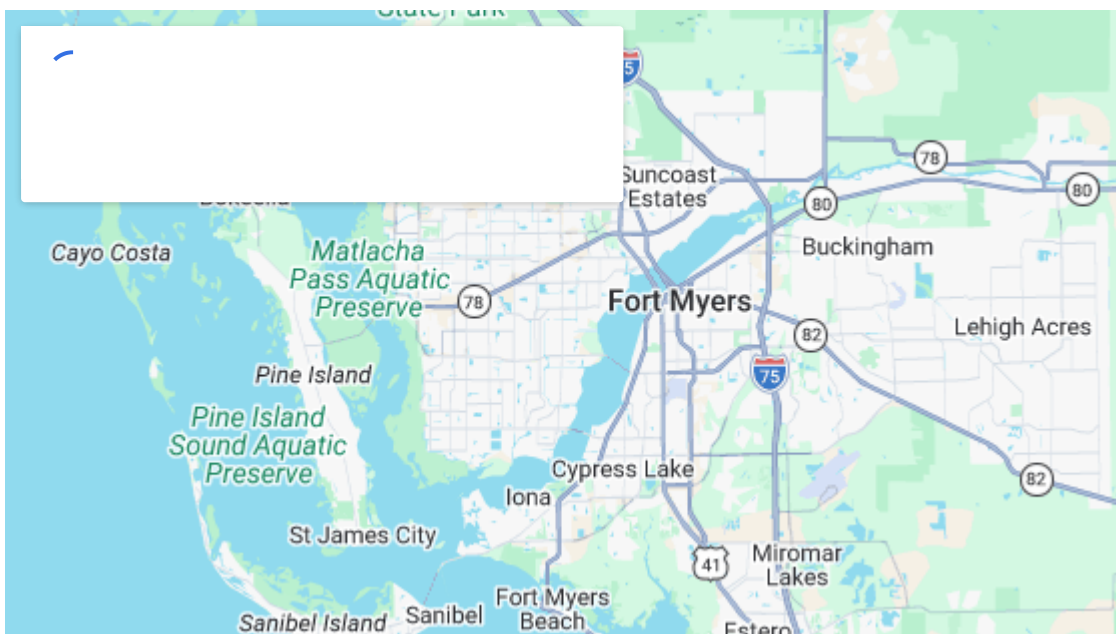 State Park
5
78
Suncoast
Estates
80
80
Bokeelia
Cayo Costa
Matlacha
Pass Aquatic
Preserve
Buckingham
78
Fort Myers
82
Lehigh Acres
Pine Island
75
Pine Island
Sound Aquatic
Preserve
Cypress Lake
82
Iona
St James City
41
Miromar
Lakes
Fort Myers
Beach
Sanibel
Sanibel Island
Estero